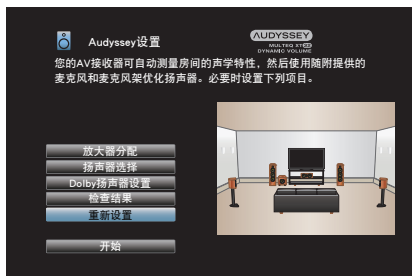 Audyssey设置
AUDYSSEY
MULTEQ XT32
DYNAMIC VOLUME
您的AV接收器可自动测量房间的声学特性，然后使用随附提供的
麦克风和麦克风架优化扬声器。必要时设置下列项目。
放大器分配
扬声器选择
Dolby扬声器设置
检查结果
重新设置
开始